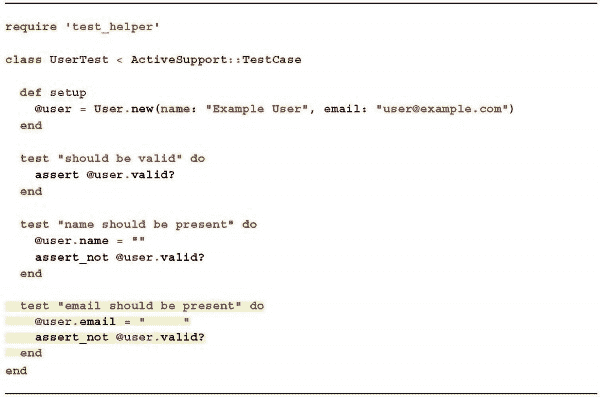 require 'test_helper'
class UserTest < ActiveSupport::TestCase
def setup
@user = User.new(name: "Example User", email: "user@example.com")
end
test "should be valid" do
assert @user.valid?
end
test "name should be present" do
@user.name = ""
assert_not @user.valid?
end
test "email should be present" do
@user.email = "     "
assert_not @user.valid?
end
end